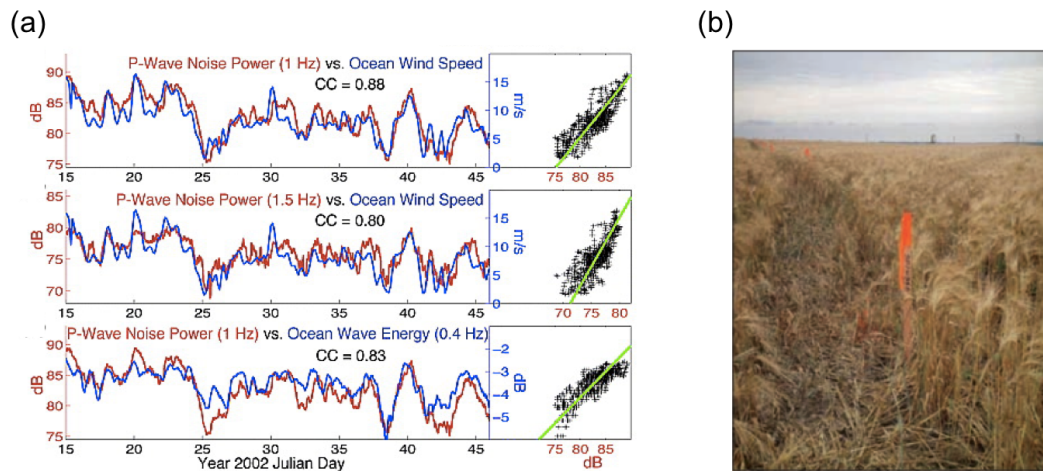 (a)
(b)
P-Wave Noise Power (1 Hz) vs. Ocean Wind Speed
CC = 0.88
90
85
80
75
dB
15
10
5
0
m/s
15 20 25 30 35 40 45
75 80 85
P-Wave Noise Power (1.5 Hz) vs. Ocean Wind Speed
CC = 0.80
85
80
75
70
dB
15
10
5
0
m/s
15 20 25 30 35 40 45
70 75 80
P-Wave Noise Power (1 Hz) vs. Ocean Wave Energy (0.4 Hz)
CC = 0.83
90
85
80
75
dB
−2
−3
−4
−5
dB
15 20 25 30 35 40 45
75 80 85
Year 2002 Julian Day
dB